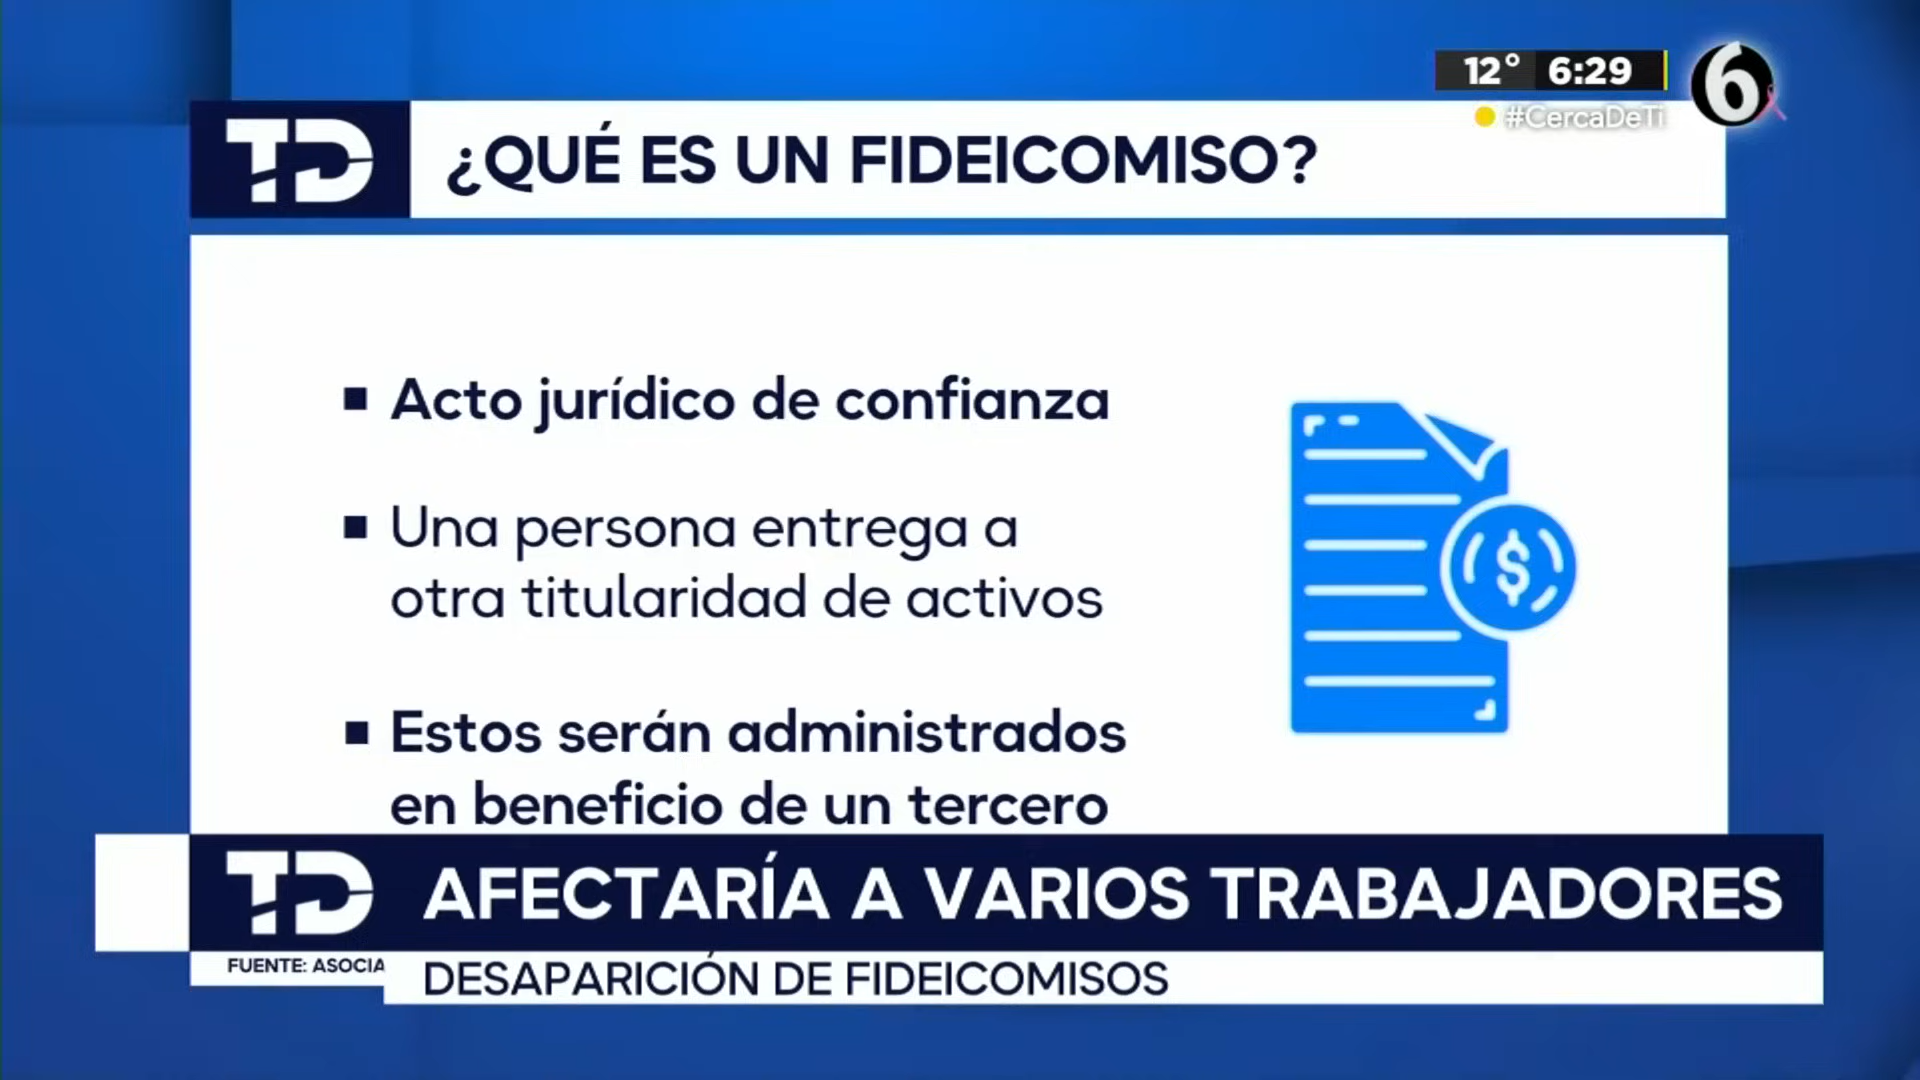 12° 6:29
6
#CercaDeTi
TD ¿QUÉ ES UN FIDEICOMISO?
Acto jurídico de confianza
Una persona entrega a
otra titularidad de activos
$
Estos serán administrados
en beneficio de un tercero
TD AFECTARÍA A VARIOS TRABAJADORES
FUENTE: ASOCIA
DESAPARICIÓN DE FIDEICOMISOS